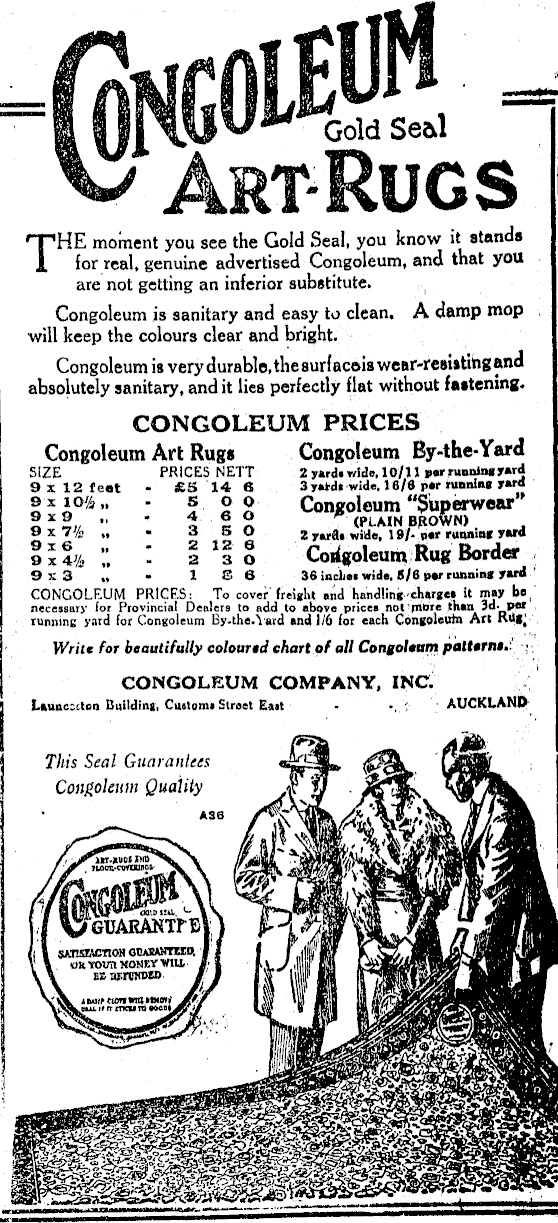 CONGOLEUM
Gold Seal
ART-RUGS
THE moment you see the Gold Seal, you know it stands
for real, genuine advertised Congoleum, and that you
are not getting an inferior substitute.
Congoleum is sanitary and easy to clean. A damp mop
will keep the colours clear and bright.
Congoleum is very durable, the surface is wear-resisting and
absolutely sanitary, and it lies perfectly flat without fastening.
CONGOLEUM PRICES
Congoleum Art Rugs
SIZE PRICES NETT
9 x 12 feet - £5 14 6
9 x 10½ „ - 5 0 0
9 x 9 „ - 4 6 0
9 x 7½ „ - 3 5 0
9 x 6 „ - 2 12 6
9 x 4½ „ - 2 3 0
9 x 3 „ - 1 6
Congoleum By-the-Yard
2 yards wide, 10/11 per running yard
3 yards wide, 16/6 per running yard
Congoleum "Superwear"
(PLAIN BROWN)
2 yards wide, 19/- per running yard
Congoleum Rug Border
36 inches wide, 5/6 per running yard
CONGOLEUM PRICES: To cover freight and handling charges it may be
necessary for Provincial Dealers to add to above prices not more than 3d. per
running yard for Congoleum By-the-Yard and 1/6 for each Congoleum Art Rug.
Write for beautifully coloured chart of all Congoleum patterns.
CONGOLEUM COMPANY, INC.
Launceston Building, Customs Street East - - AUCKLAND
This Seal Guarantees
Congoleum Quality
A36
ART-RUGS AND
FLOOR-COVERINGS
CONGOLEUM
GOLD SEAL
GUARANTEE
SATISFACTION GUARANTEED
OR YOUR MONEY WILL
BE REFUNDED
A DAMP CLOTH WILL REMOVE
SEAL IF IT STICKS TO GOODS